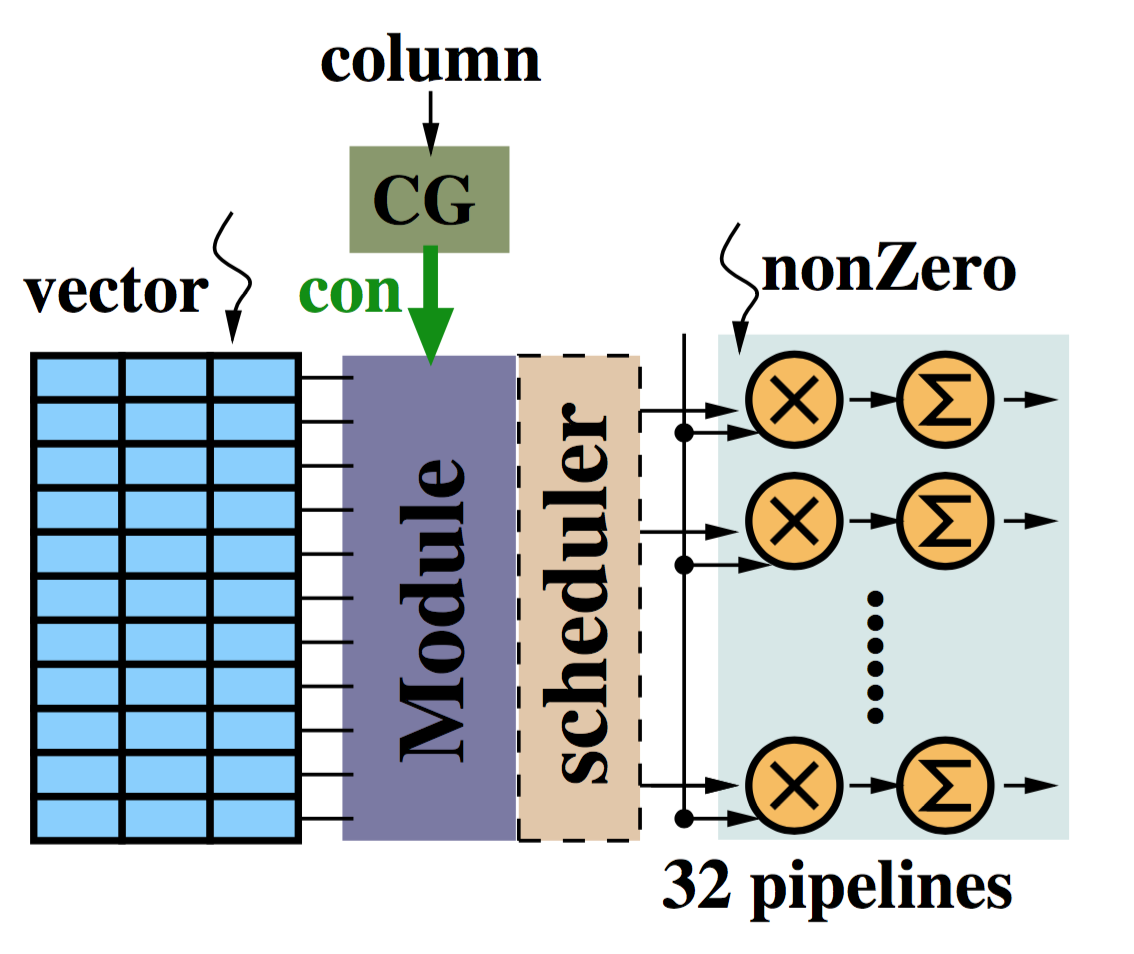 column
CG
vector
con
nonZero
Module
scheduler
× Σ
× Σ
× Σ
32 pipelines